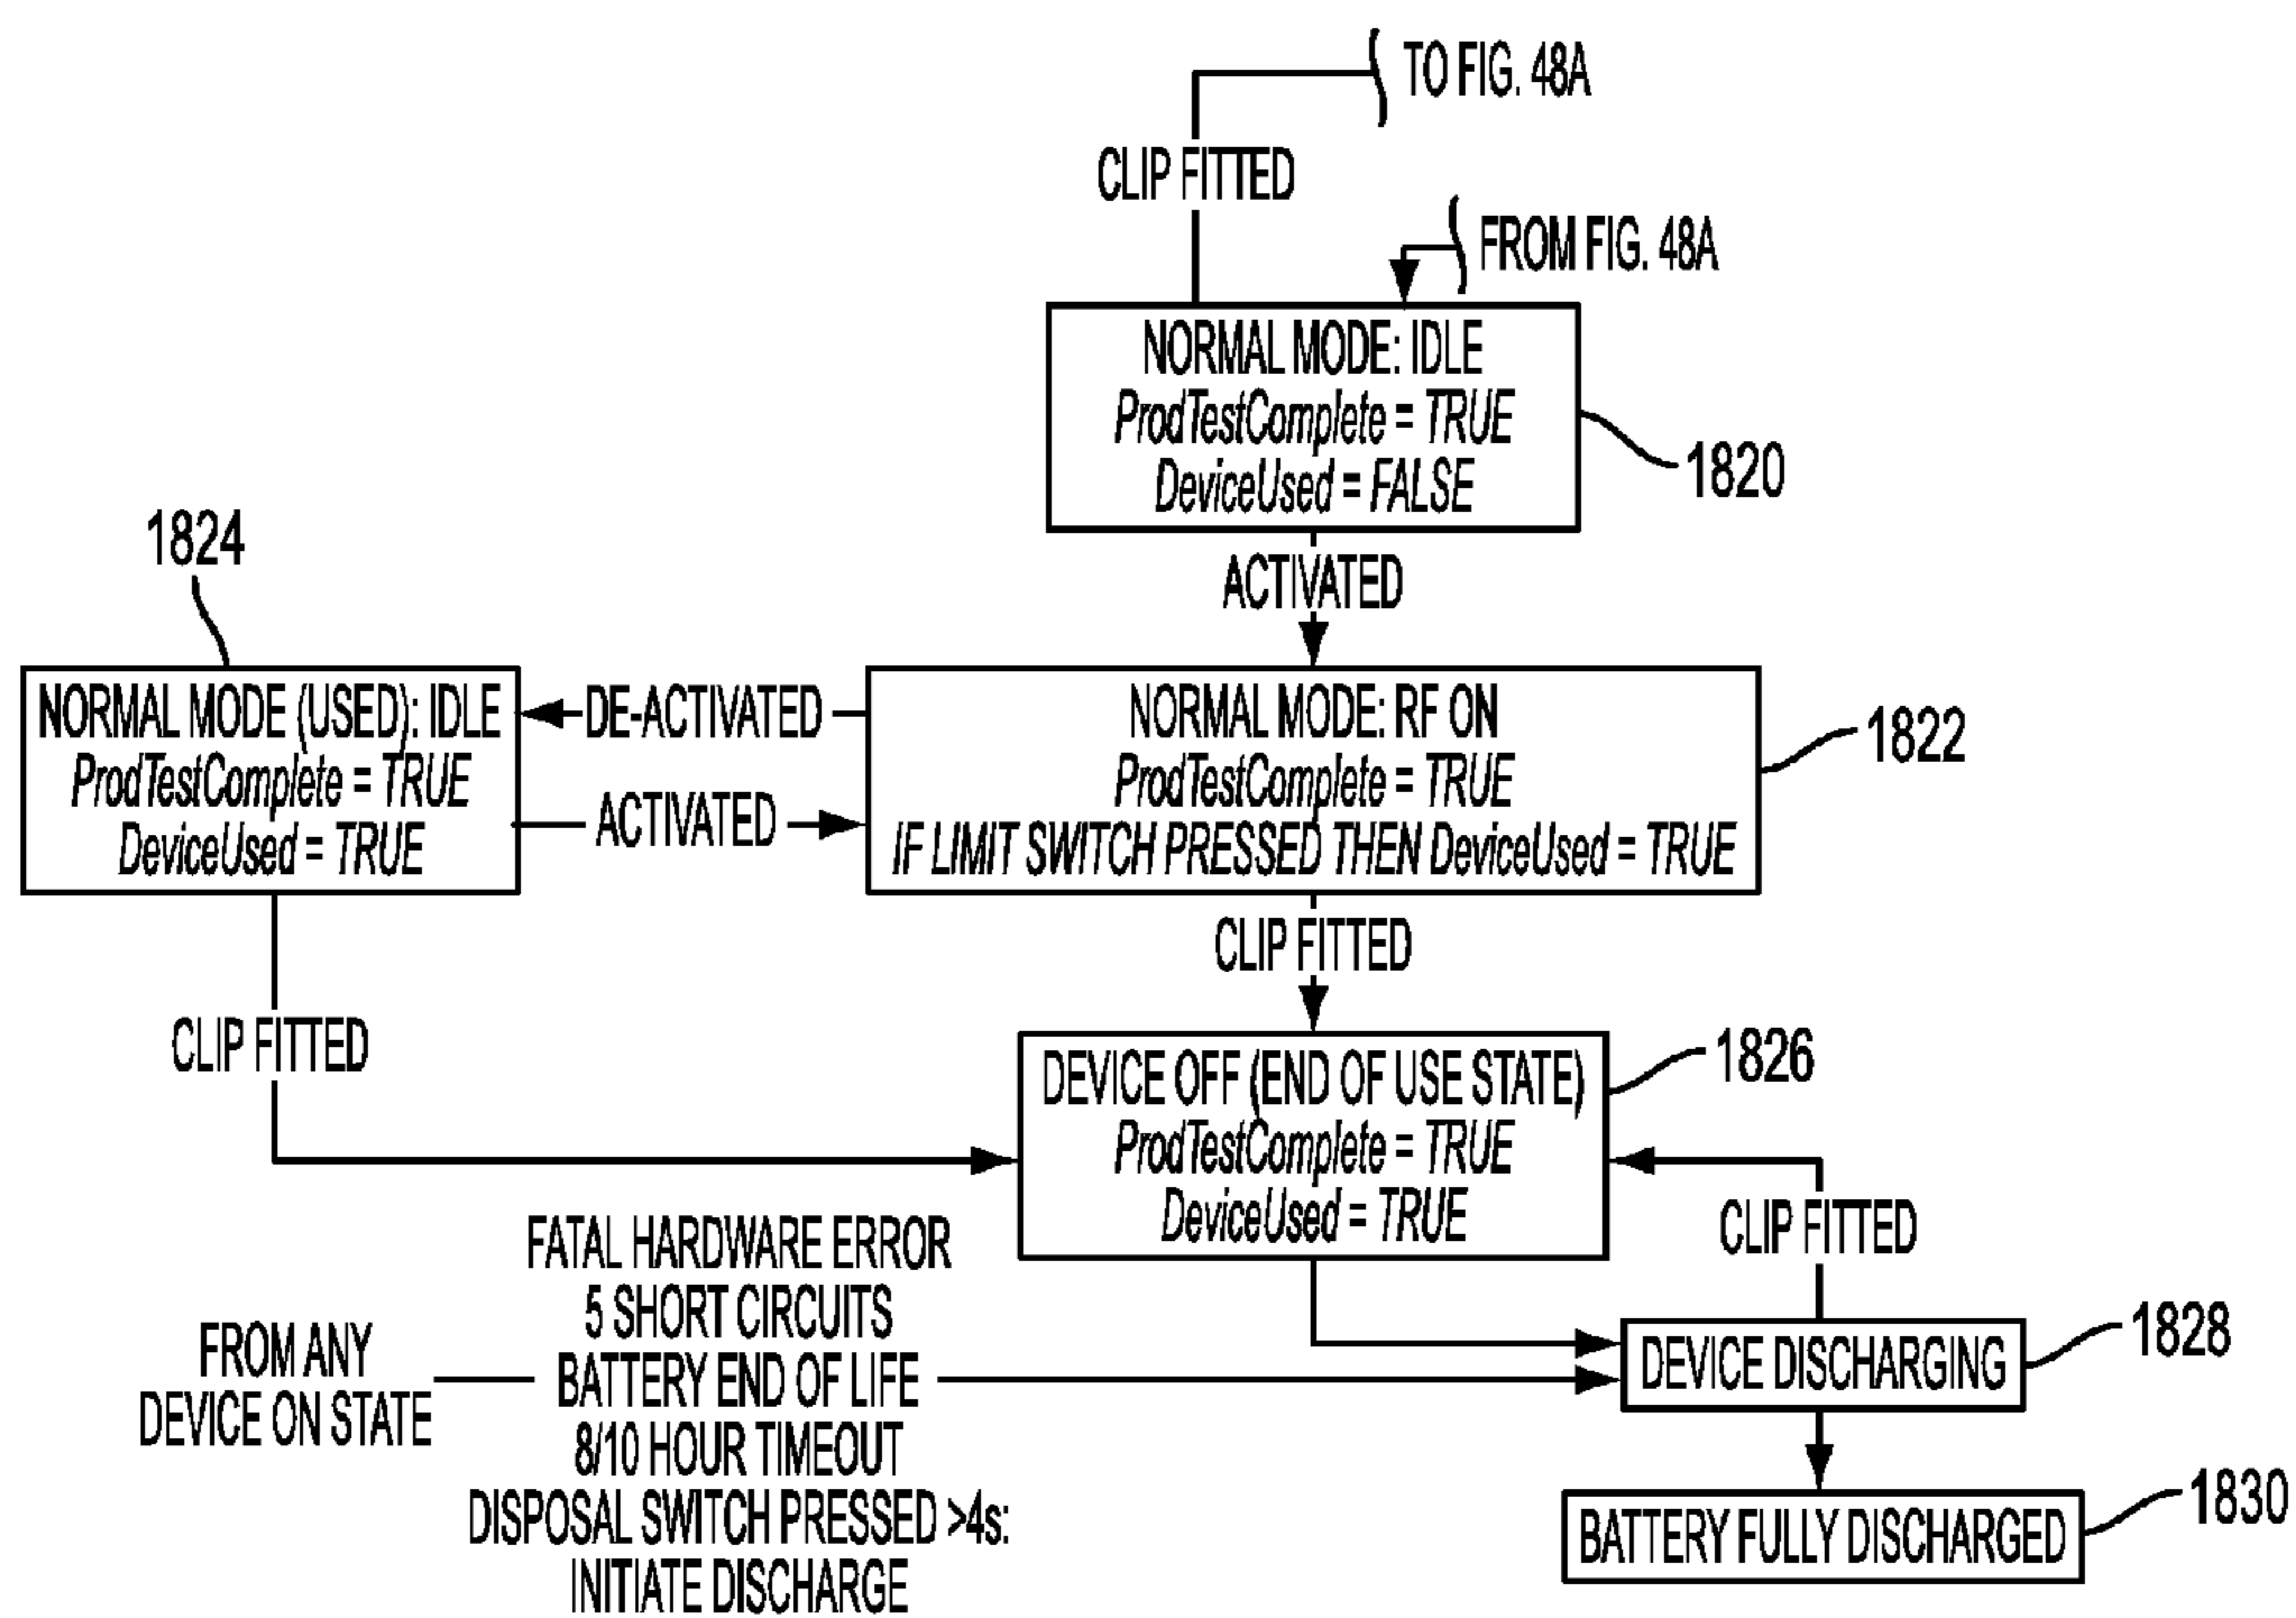 TO FIG. 48A
CLIP FITTED
FROM FIG. 48A
NORMAL MODE: IDLE
ProdTestComplete = TRUE
DeviceUsed = FALSE
1820
ACTIVATED
1824
NORMAL MODE (USED): IDLE
ProdTestComplete = TRUE
DeviceUsed = TRUE
DE-ACTIVATED
ACTIVATED
NORMAL MODE: RF ON
ProdTestComplete = TRUE
IF LIMIT SWITCH PRESSED THEN DeviceUsed = TRUE
1822
CLIP FITTED
CLIP FITTED
DEVICE OFF (END OF USE STATE)
ProdTestComplete = TRUE
DeviceUsed = TRUE
1826
CLIP FITTED
FROM ANY
DEVICE ON STATE
FATAL HARDWARE ERROR
5 SHORT CIRCUITS
BATTERY END OF LIFE
8/10 HOUR TIMEOUT
DISPOSAL SWITCH PRESSED >4s:
INITIATE DISCHARGE
DEVICE DISCHARGING
1828
BATTERY FULLY DISCHARGED
1830